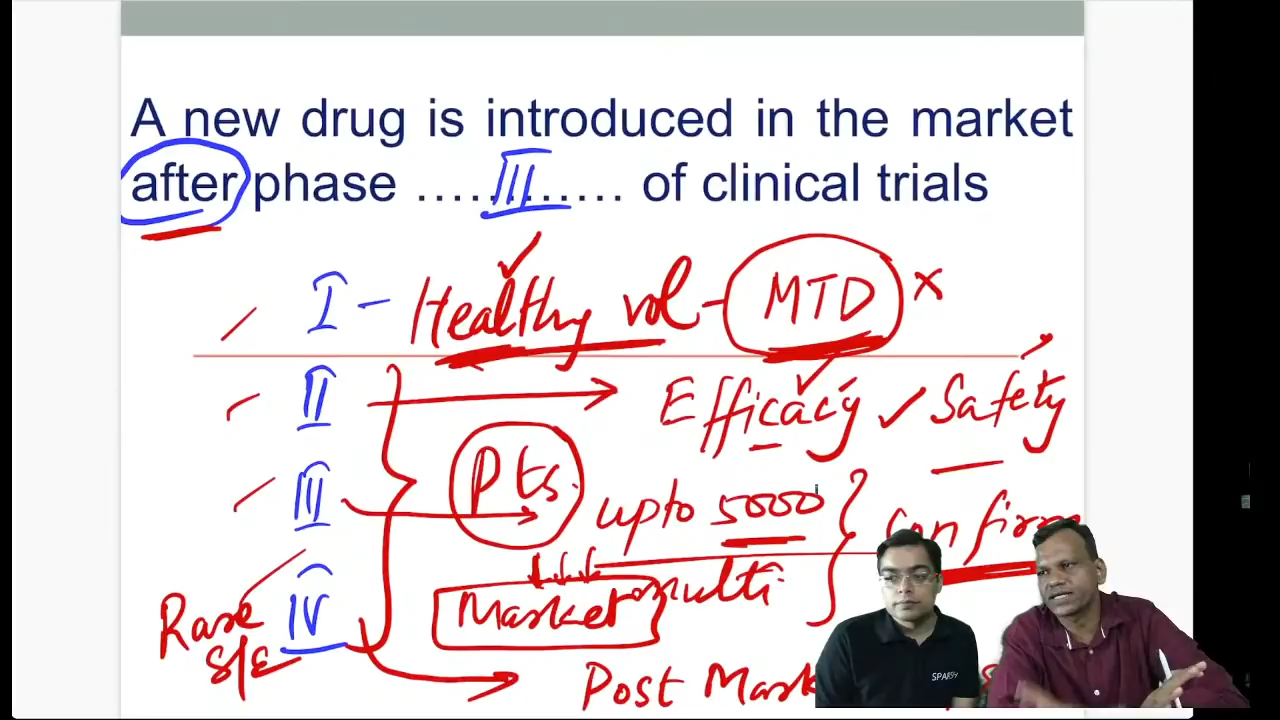 A new drug is introduced in the market
after phase ......III...... of clinical trials
I - Healthy vol - MTD x
II Efficacy ✓ Safety
Pts
III upto 5000 confirm
multi
Market
IV
Rare
S/E
Post Mark
SPARSH